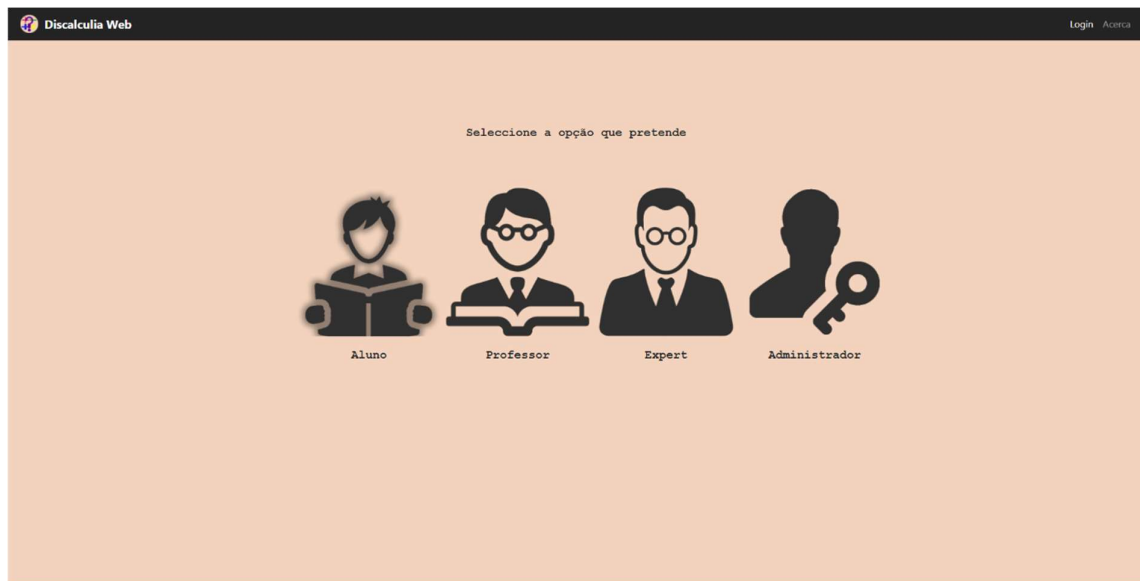 Discalculia Web
Login Acerca
Seleccione a opção que pretende
Aluno Professor Expert Administrador